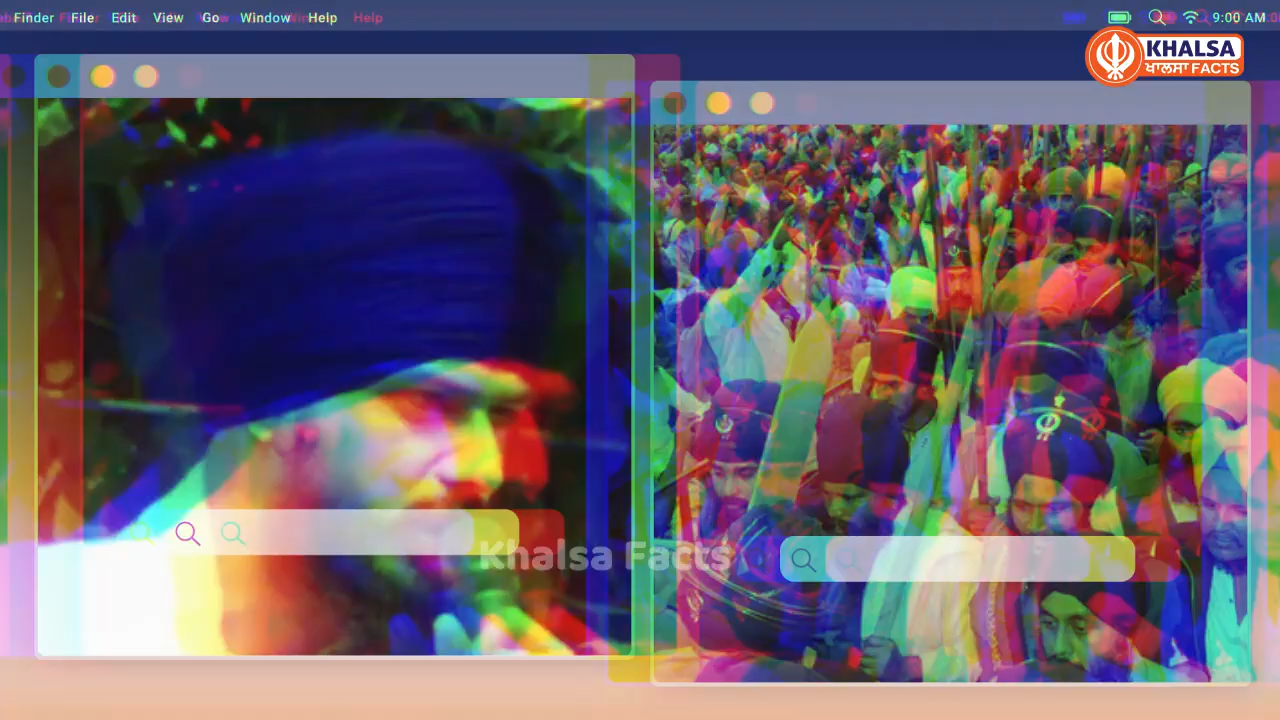 Finder File Edit View Go Window Help Help
9:00 AM
KHALSA
ਖਾਲਸਾ FACTS
Khalsa Facts